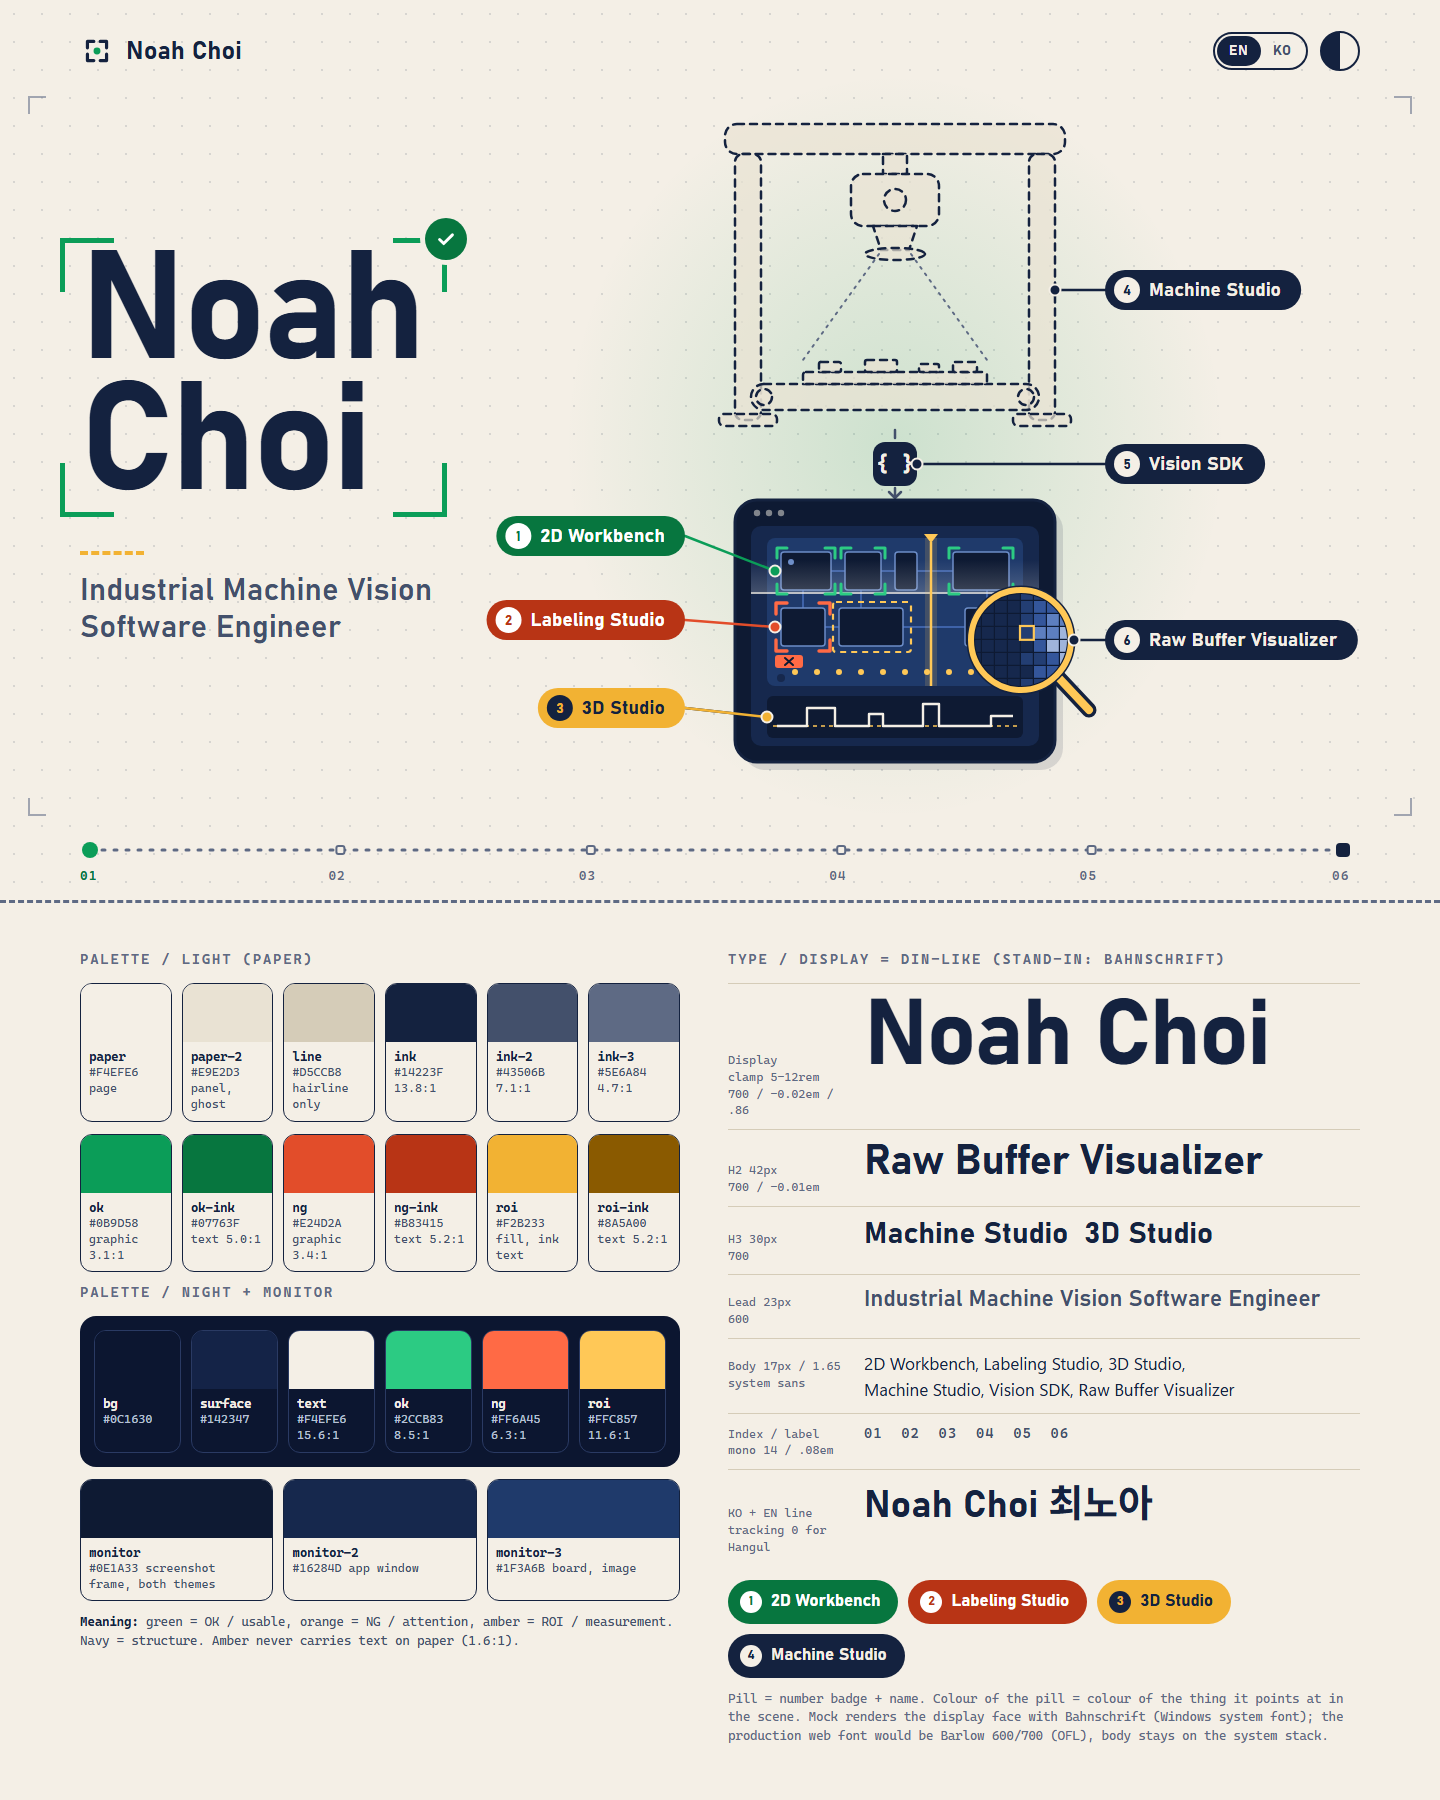 Noah Choi
EN KO
Noah
Choi
Industrial Machine Vision
Software Engineer
4 Machine Studio
{ }
5 Vision SDK
1 2D Workbench
2 Labeling Studio
6 Raw Buffer Visualizer
3 3D Studio
01 02 03 04 05 06
PALETTE / LIGHT (PAPER)
paper
#F4EFE6
page
paper-2
#E9E2D3
panel,
ghost
line
#D5CCB8
hairline
only
ink
#14223F
13.8:1
ink-2
#43506B
7.1:1
ink-3
#5E6A84
4.7:1
ok
#0B9D58
graphic
3.1:1
ok-ink
#07763F
text 5.0:1
ng
#E24D2A
graphic
3.4:1
ng-ink
#B83415
text 5.2:1
roi
#F2B233
fill, ink
text
roi-ink
#8A5A00
text 5.2:1
PALETTE / NIGHT + MONITOR
bg
#0C1630
surface
#142347
text
#F4EFE6
15.6:1
ok
#2CCB83
8.5:1
ng
#FF6A45
6.3:1
roi
#FFC857
11.6:1
monitor
#0E1A33 screenshot
frame, both themes
monitor-2
#16284D app window
monitor-3
#1F3A6B board, image
Meaning: green = OK / usable, orange = NG / attention, amber = ROI / measurement.
Navy = structure. Amber never carries text on paper (1.6:1).
TYPE / DISPLAY = DIN-LIKE (STAND-IN: BAHNSCHRIFT)
Display
clamp 5-12rem
700 / -0.02em /
.86
Noah Choi
H2 42px
700 / -0.01em
Raw Buffer Visualizer
H3 30px
700
Machine Studio 3D Studio
Lead 23px
600
Industrial Machine Vision Software Engineer
Body 17px / 1.65
system sans
2D Workbench, Labeling Studio, 3D Studio,
Machine Studio, Vision SDK, Raw Buffer Visualizer
Index / label
mono 14 / .08em
01 02 03 04 05 06
KO + EN line
tracking 0 for
Hangul
Noah Choi 최노아
1 2D Workbench
2 Labeling Studio
3 3D Studio
4 Machine Studio
Pill = number badge + name. Colour of the pill = colour of the thing it points at in
the scene. Mock renders the display face with Bahnschrift (Windows system font); the
production web font would be Barlow 600/700 (OFL), body stays on the system stack.